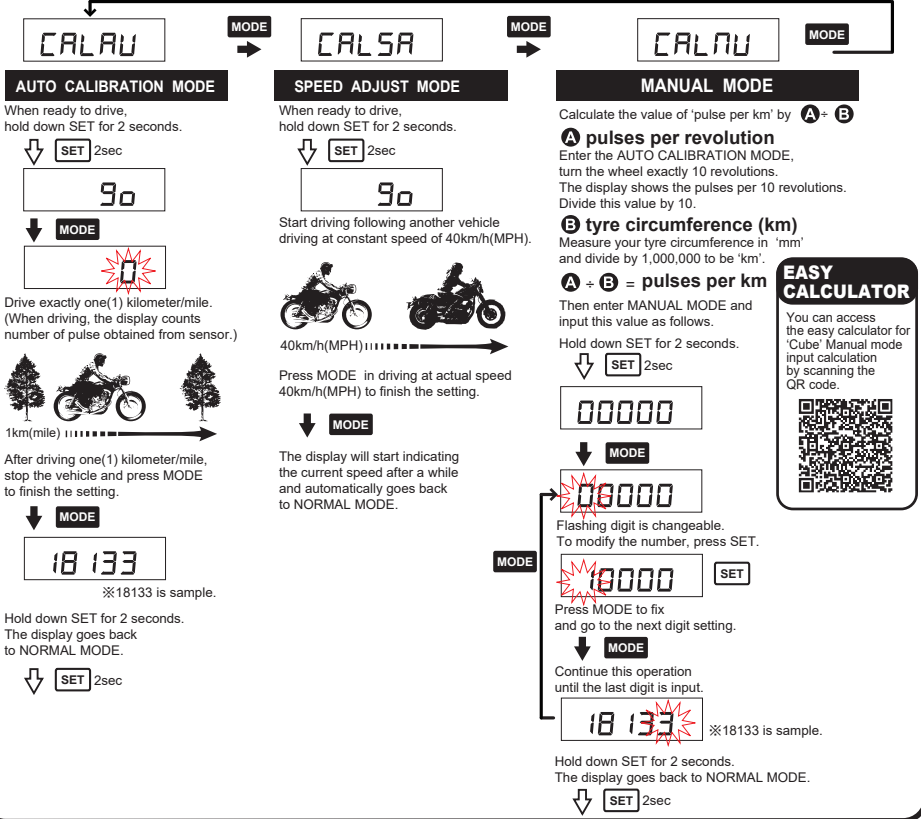 MODE
MODE
MODE
CALAU
CALSA
CALMU
AUTO CALIBRATION MODE
When ready to drive,
hold down SET for 2 seconds.
SET 2sec
go
MODE
0
Drive exactly one(1) kilometer/mile.
(When driving, the display counts
number of pulse obtained from sensor.)
1km(mile)
After driving one(1) kilometer/mile,
stop the vehicle and press MODE
to finish the setting.
MODE
18133
※18133 is sample.
Hold down SET for 2 seconds.
The display goes back
to NORMAL MODE.
SET 2sec
SPEED ADJUST MODE
When ready to drive,
hold down SET for 2 seconds.
SET 2sec
go
Start driving following another vehicle
driving at constant speed of 40km/h(MPH).
40km/h(MPH)
Press MODE in driving at actual speed
40km/h(MPH) to finish the setting.
MODE
The display will start indicating
the current speed after a while
and automatically goes back
to NORMAL MODE.
MANUAL MODE
Calculate the value of 'pulse per km' by A÷ B
A pulses per revolution
Enter the AUTO CALIBRATION MODE,
turn the wheel exactly 10 revolutions.
The display shows the pulses per 10 revolutions.
Divide this value by 10.
B tyre circumference (km)
Measure your tyre circumference in 'mm'
and divide by 1,000,000 to be 'km'.
A ÷ B = pulses per km
Then enter MANUAL MODE and
input this value as follows.
Hold down SET for 2 seconds.
SET 2sec
00000
MODE
00000
Flashing digit is changeable.
To modify the number, press SET.
MODE
10000
SET
Press MODE to fix
and go to the next digit setting.
MODE
Continue this operation
until the last digit is input.
18133
※18133 is sample.
Hold down SET for 2 seconds.
The display goes back to NORMAL MODE.
SET 2sec
EASY
CALCULATOR
You can access
the easy calculator for
'Cube' Manual mode
input calculation
by scanning the
QR code.